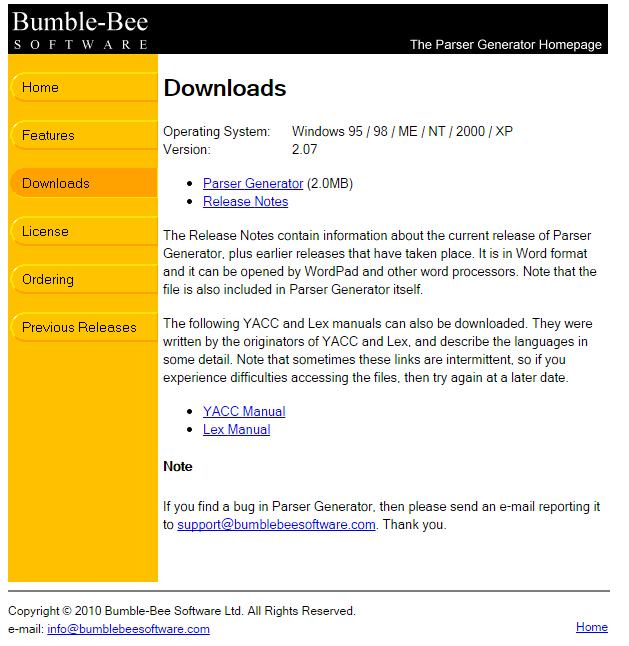 Bumble-Bee
SOFTWARE
The Parser Generator Homepage
Home
Features
Downloads
License
Ordering
Previous Releases
Downloads
Operating System: Windows 95 / 98 / ME / NT / 2000 / XP
Version: 2.07
• Parser Generator (2.0MB)
• Release Notes
The Release Notes contain information about the current release of Parser
Generator, plus earlier releases that have taken place. It is in Word format
and it can be opened by WordPad and other word processors. Note that the
file is also included in Parser Generator itself.
The following YACC and Lex manuals can also be downloaded. They were
written by the originators of YACC and Lex, and describe the languages in
some detail. Note that sometimes these links are intermittent, so if you
experience difficulties accessing the files, then try again at a later date.
• YACC Manual
• Lex Manual
Note
If you find a bug in Parser Generator, then please send an e-mail reporting it
to support@bumblebeesoftware.com. Thank you.
Copyright © 2010 Bumble-Bee Software Ltd. All Rights Reserved.
e-mail: info@bumblebeesoftware.com
Home